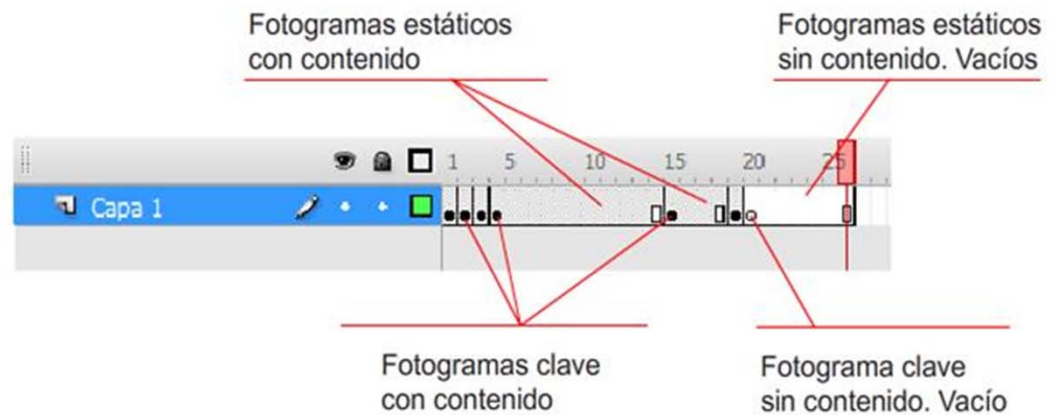 Fotogramas estáticos
con contenido
Fotogramas estáticos
sin contenido. Vacíos
1 5 10 15 20 25
Capa 1
Fotogramas clave
con contenido
Fotograma clave
sin contenido. Vacío